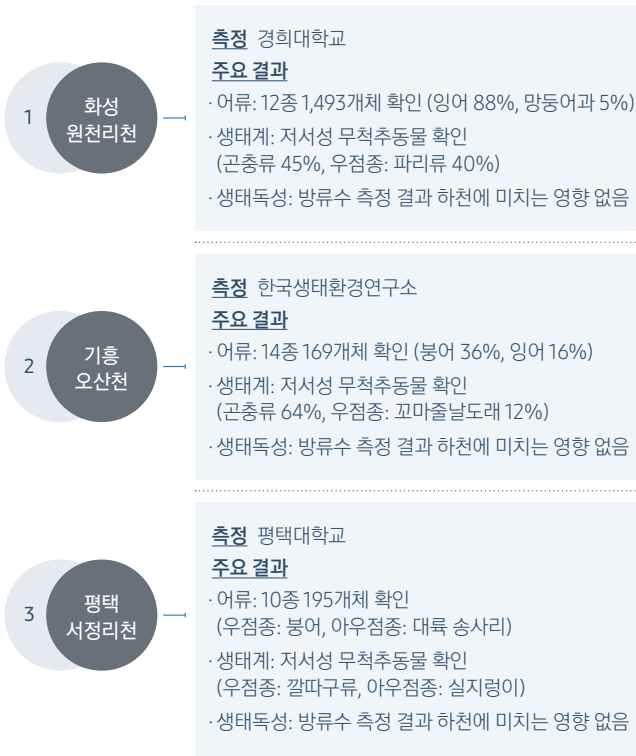 1
화성
원천리천
측정 경희대학교
주요 결과
· 어류: 12종 1,493개체 확인 (잉어 88%, 망둥어과 5%)
· 생태계: 저서성 무척추동물 확인
(곤충류 45%, 우점종: 파리류 40%)
· 생태독성: 방류수 측정 결과 하천에 미치는 영향 없음
2
기흥
오산천
측정 한국생태환경연구소
주요 결과
· 어류: 14종 169개체 확인 (붕어 36%, 잉어 16%)
· 생태계: 저서성 무척추동물 확인
(곤충류 64%, 우점종: 꼬마줄날도래 12%)
· 생태독성: 방류수 측정 결과 하천에 미치는 영향 없음
3
평택
서정리천
측정 평택대학교
주요 결과
· 어류: 10종 195개체 확인
(우점종: 붕어, 아우점종: 대륙 송사리)
· 생태계: 저서성 무척추동물 확인
(우점종: 깔따구류, 아우점종: 실지렁이)
· 생태독성: 방류수 측정 결과 하천에 미치는 영향 없음